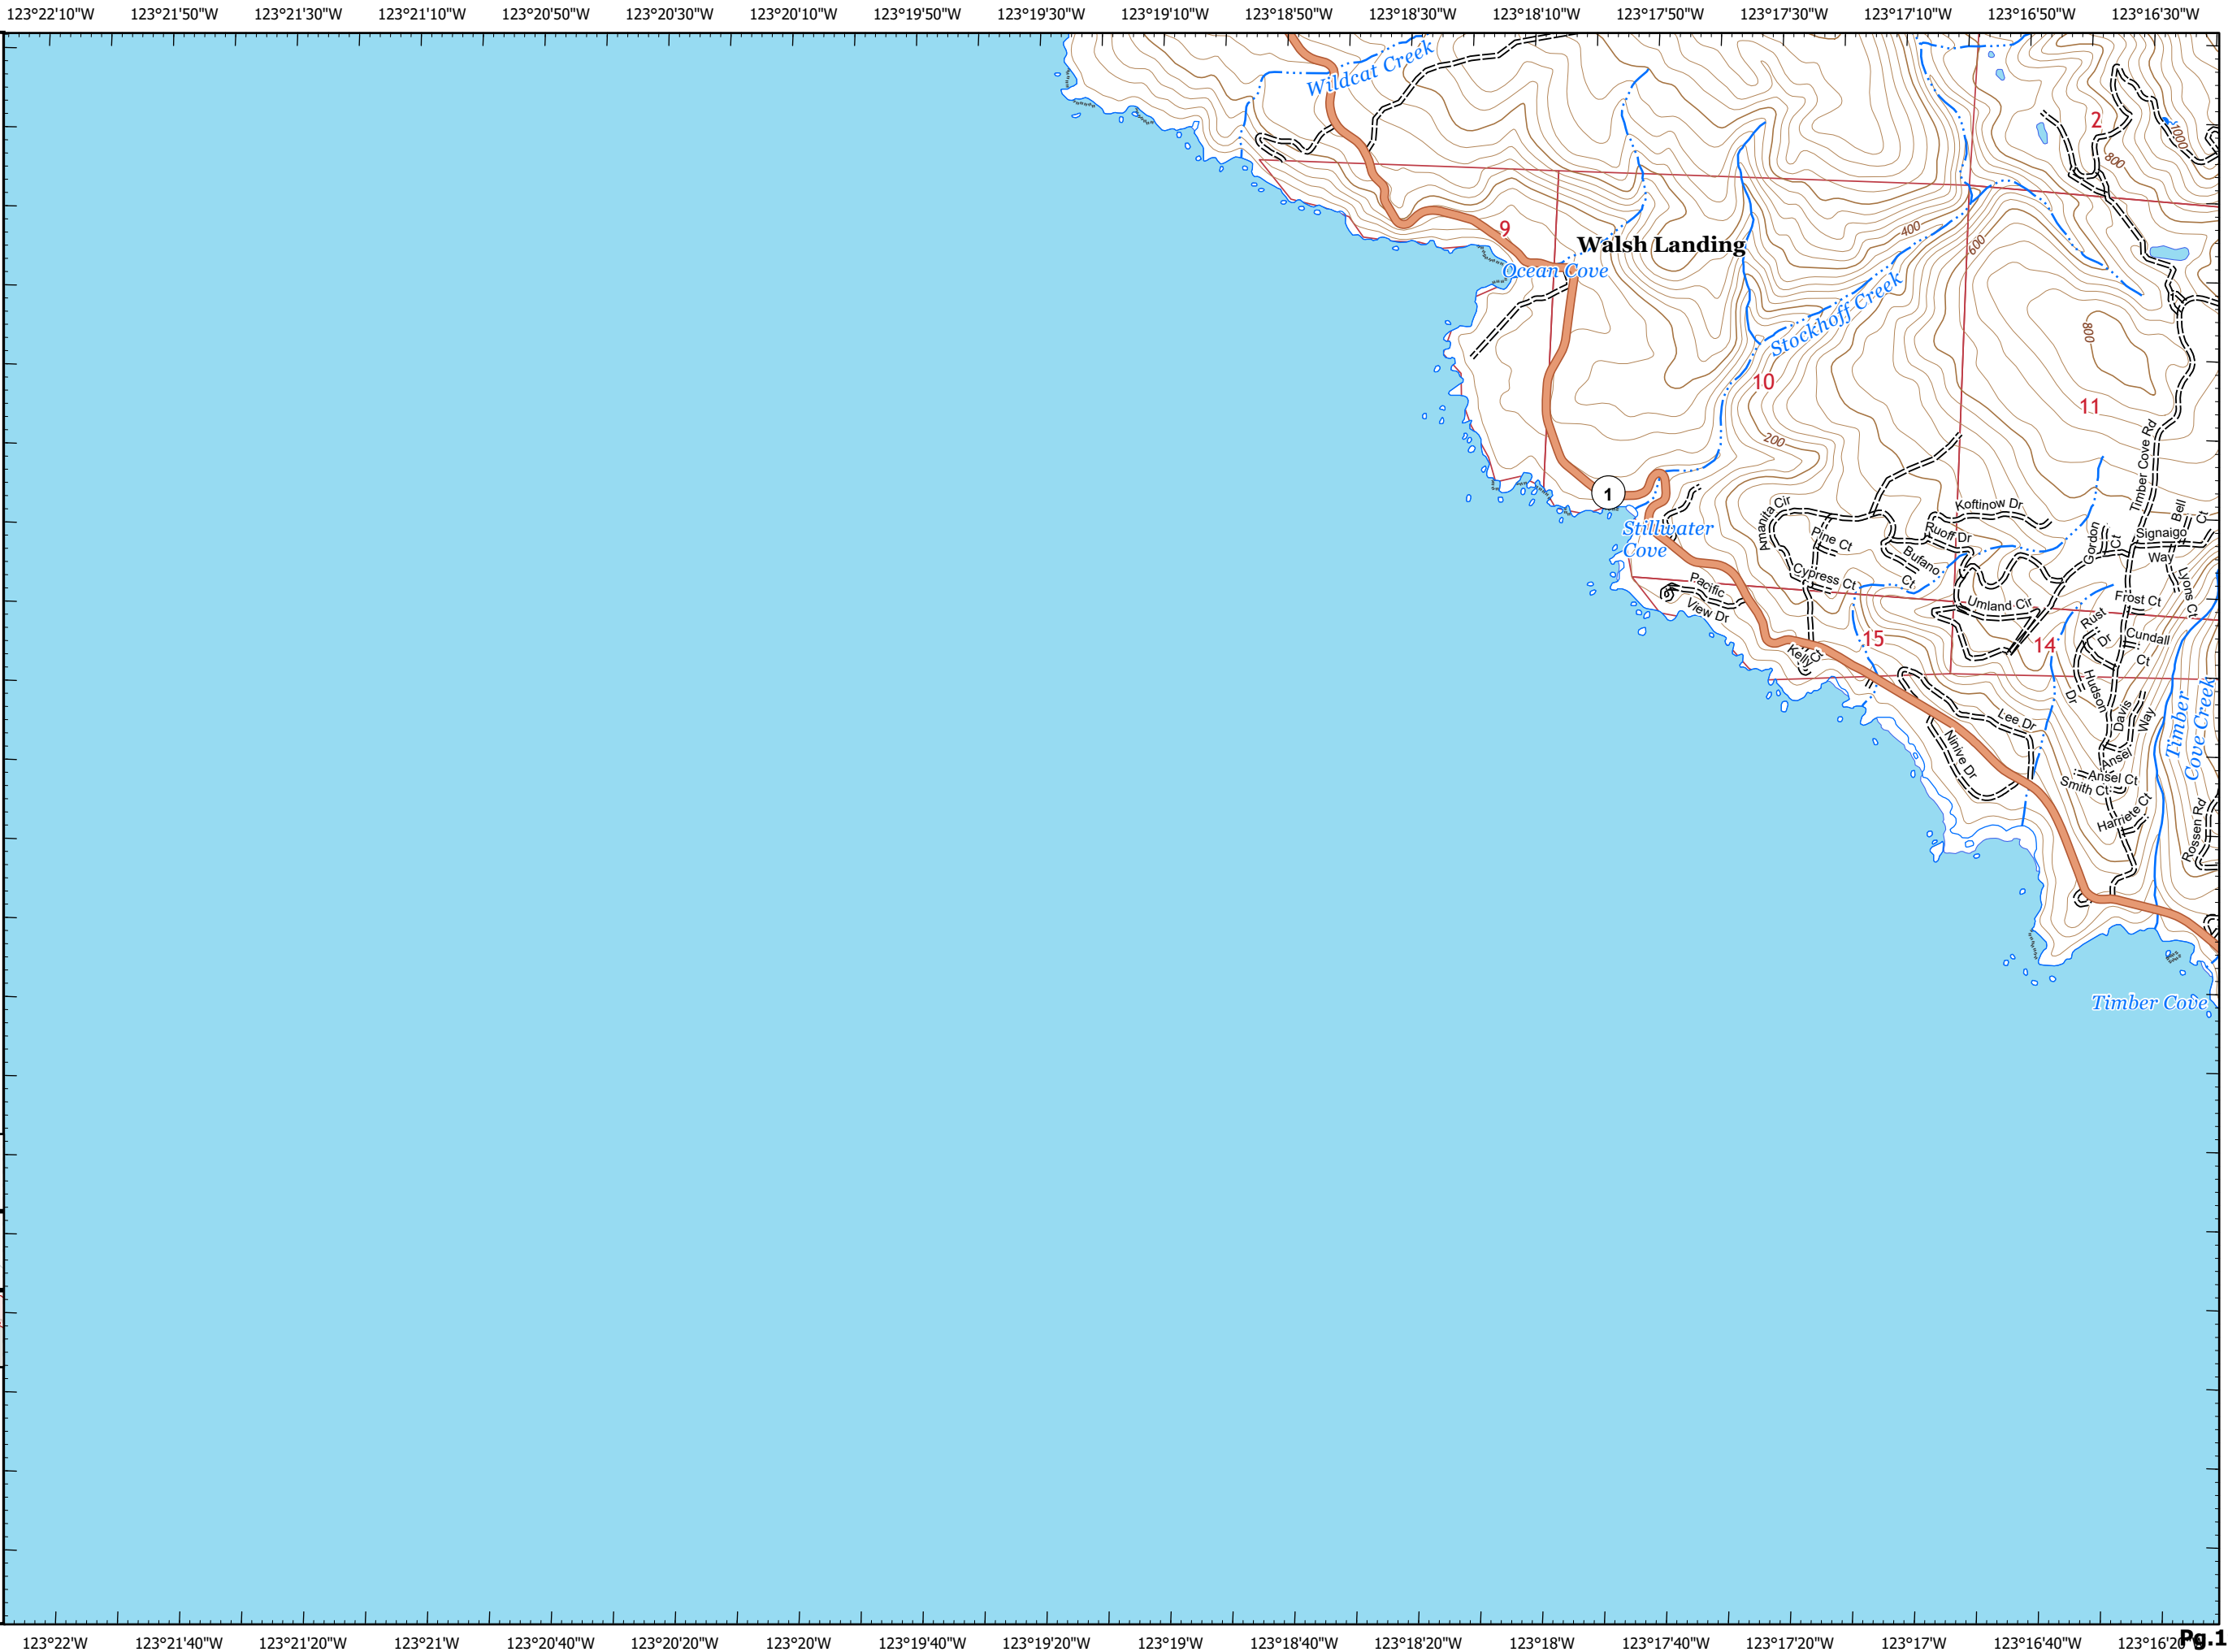 123°22'10"W 123°21'50"W 123°21'30"W 123°21'10"W 123°20'50"W 123°20'30"W 123°20'10"W 123°19'50"W 123°19'30"W 123°19'10"W 123°18'50"W 123°18'30"W 123°18'10"W 123°17'50"W 123°17'30"W 123°17'10"W 123°16'50"W 123°16'30"W
Wildcat Creek
2
1000
800
9
Walsh Landing
400
600
Ocean Cove
Stockhoff Creek
800
10
11
200
Timber Cove Rd
1
Koftinow Dr
Amanita Cir
Bell
Ct
Stillwater
Cove
Pine Ct
Ruoff Dr
Gordon
Ct
Signaigo
Way
Bufano
Ct
Cypress Ct
Lyons Ct
Pacific
View Dr
Umland Cir
Frost Ct
Rust
Dr
15
14
Cundall
Ct
Kelly Ct
Hudson
Dr
Lee Dr
Davis
Way
Timber
Cove Creek
Ninive Dr
Ansel
Ansel Ct
Smith Ct
Harriete Ct
Rossen Rd
Timber Cove
123°22'W 123°21'40"W 123°21'20"W 123°21'W 123°20'40"W 123°20'20"W 123°20'W 123°19'40"W 123°19'20"W 123°19'W 123°18'40"W 123°18'20"W 123°18'W 123°17'40"W 123°17'20"W 123°17'W 123°16'40"W 123°16'20"W
Pg.1